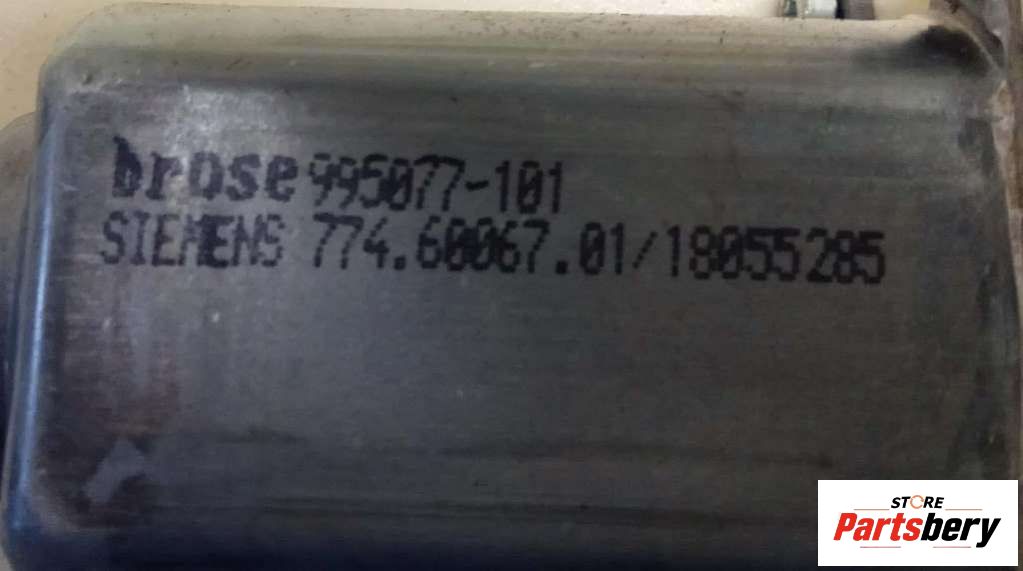 brose 995077-101
SIEMENS 774.60067.01/18055285
STORE
Partsbery